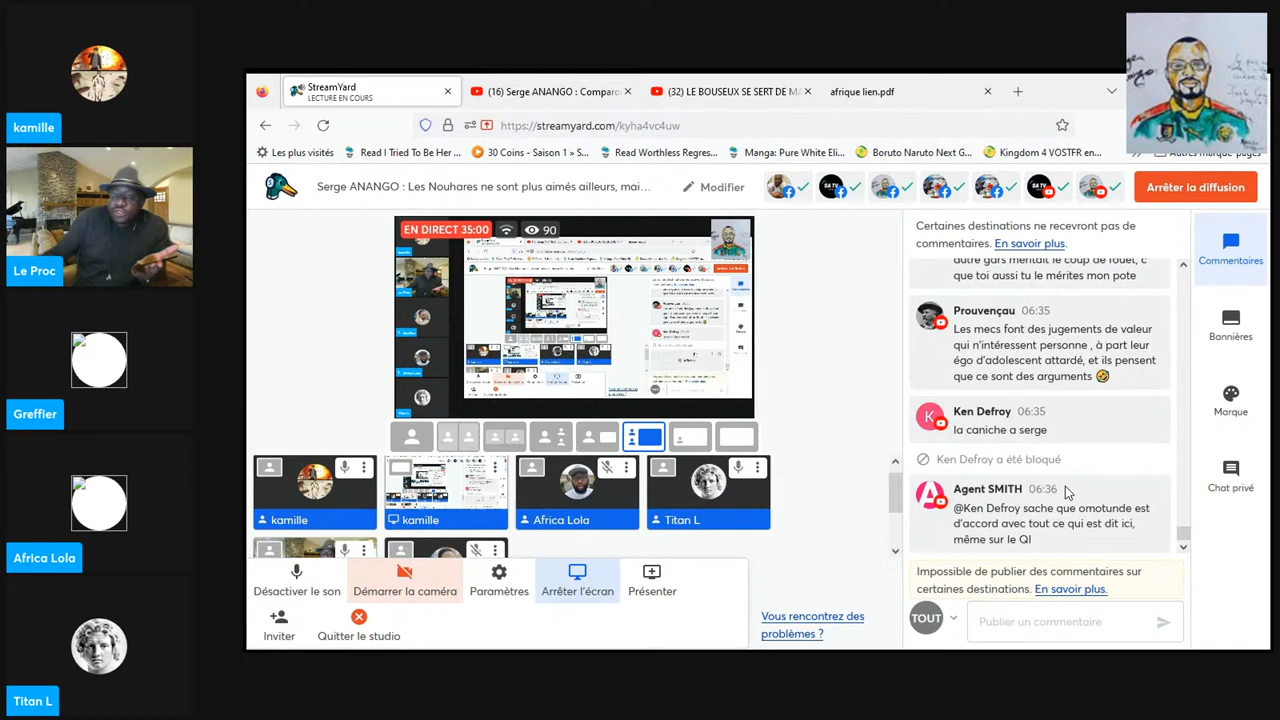 kamille
Le Proc
Greffier
Africa Lola
Titan L
StreamYard
LECTURE EN COURS
(16) Serge ANANGO : Compar
(32) LE BOUSEUX SE SERT DE M
afrique lien.pdf
https://streamyard.com/kyha4vc4uw
Les plus visités
Read I Tried To Be Her ...
30 Coins - Saison 1 » S...
Read Worthless Regres...
Manga: Pure White Eli...
Boruto Naruto Next G...
Kingdom 4 VOSTFR en...
Autres marque-pages
Serge ANANGO : Les Nouhares ne sont plus aimés ailleurs, mai...
Modifier
Arrêter la diffusion
EN DIRECT 35:00
90
kamille
kamille
Africa Lola
Titan L
Désactiver le son
Démarrer la caméra
Paramètres
Arrêter l'écran
Présenter
Inviter
Quitter le studio
Vous rencontrez des
problèmes ?
Certaines destinations ne recevront pas de
commentaires. En savoir plus.
autre gars méritait le coup de fouet, c
que toi aussi tu le mérites mon pote
Prouvençau 06:35
Les mecs font des jugements de valeur
qui n'intéressent personne , à part leur
égo d'adolescent attardé, et ils pensent
que ce sont des arguments 🤣
K
Ken Defroy 06:35
la caniche a serge
Ken Defroy a été bloqué
Agent SMITH 06:36
@Ken Defroy sache que omotunde est
d'accord avec tout ce qui est dit ici,
même sur le QI
Impossible de publier des commentaires sur
certaines destinations. En savoir plus.
TOUT
Publier un commentaire
Commentaires
Bannières
Marque
Chat privé